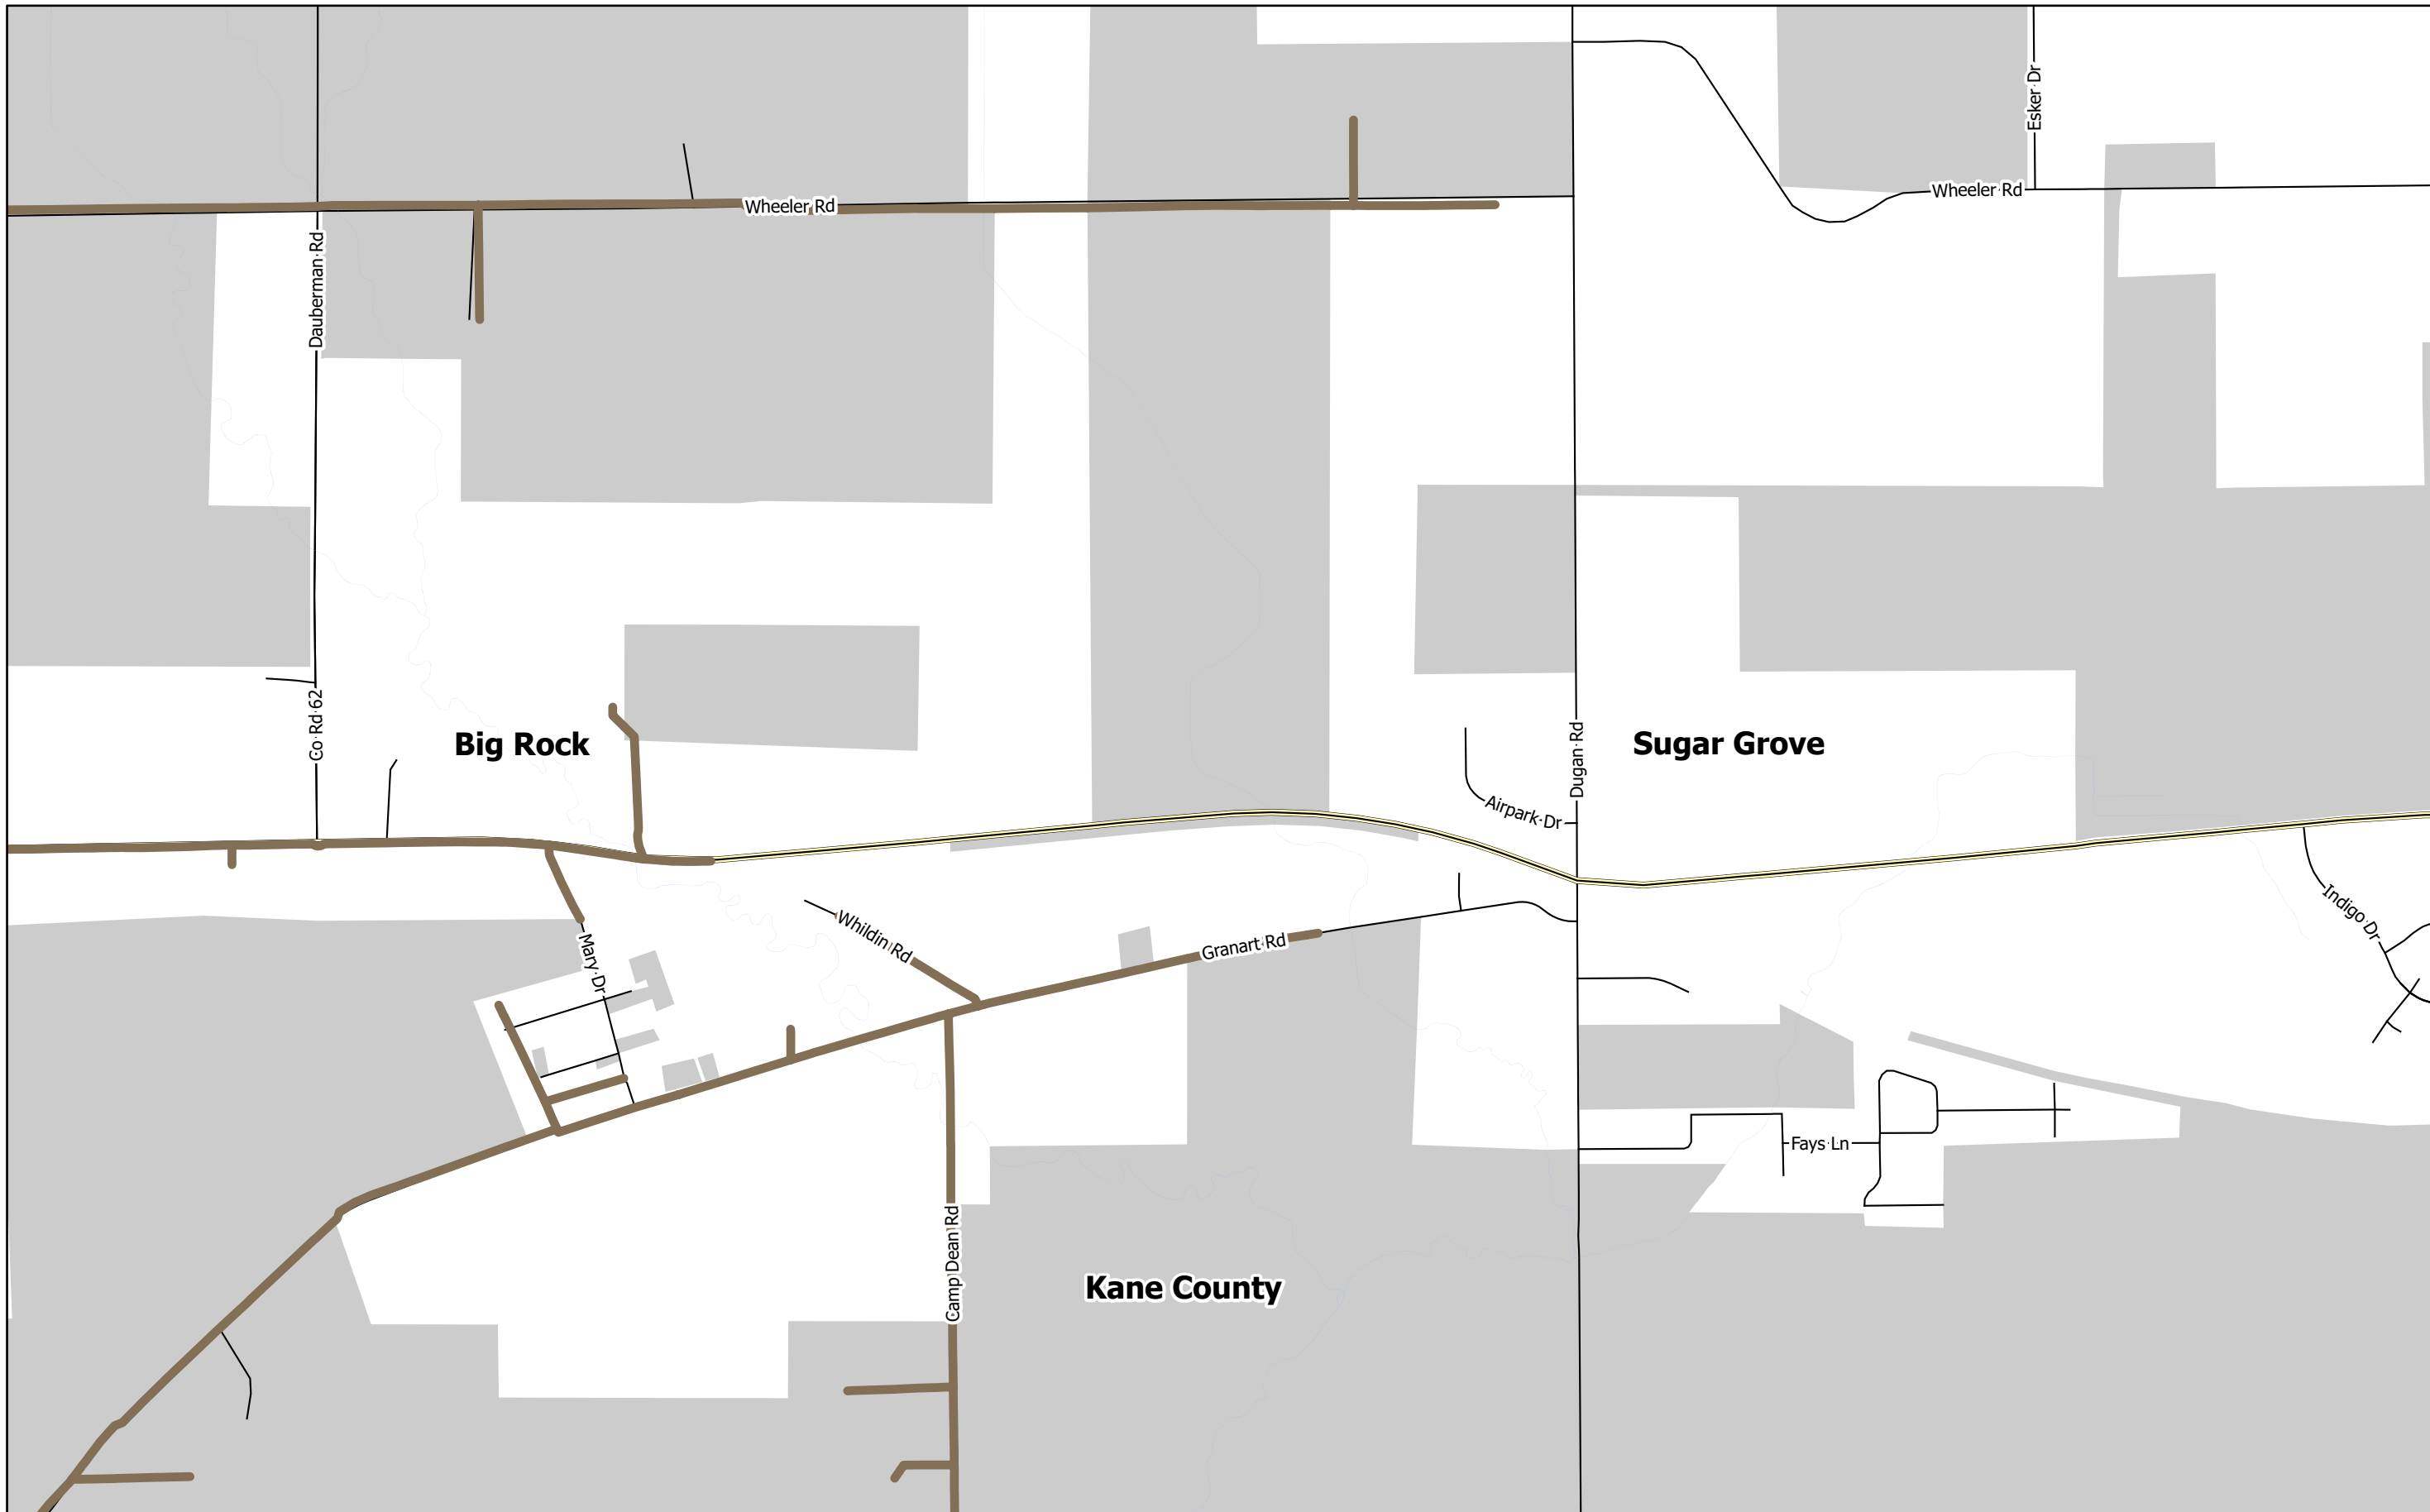 Esker Dr
Wheeler Rd
Wheeler Rd
Dauberman Rd
Co Rd 62
Big Rock
Dugan Rd
Sugar Grove
Airpark Dr
Indigo Dr
Whildin Rd
Granart Rd
Mary Dr
Fays Ln
Camp Dean Rd
Kane County